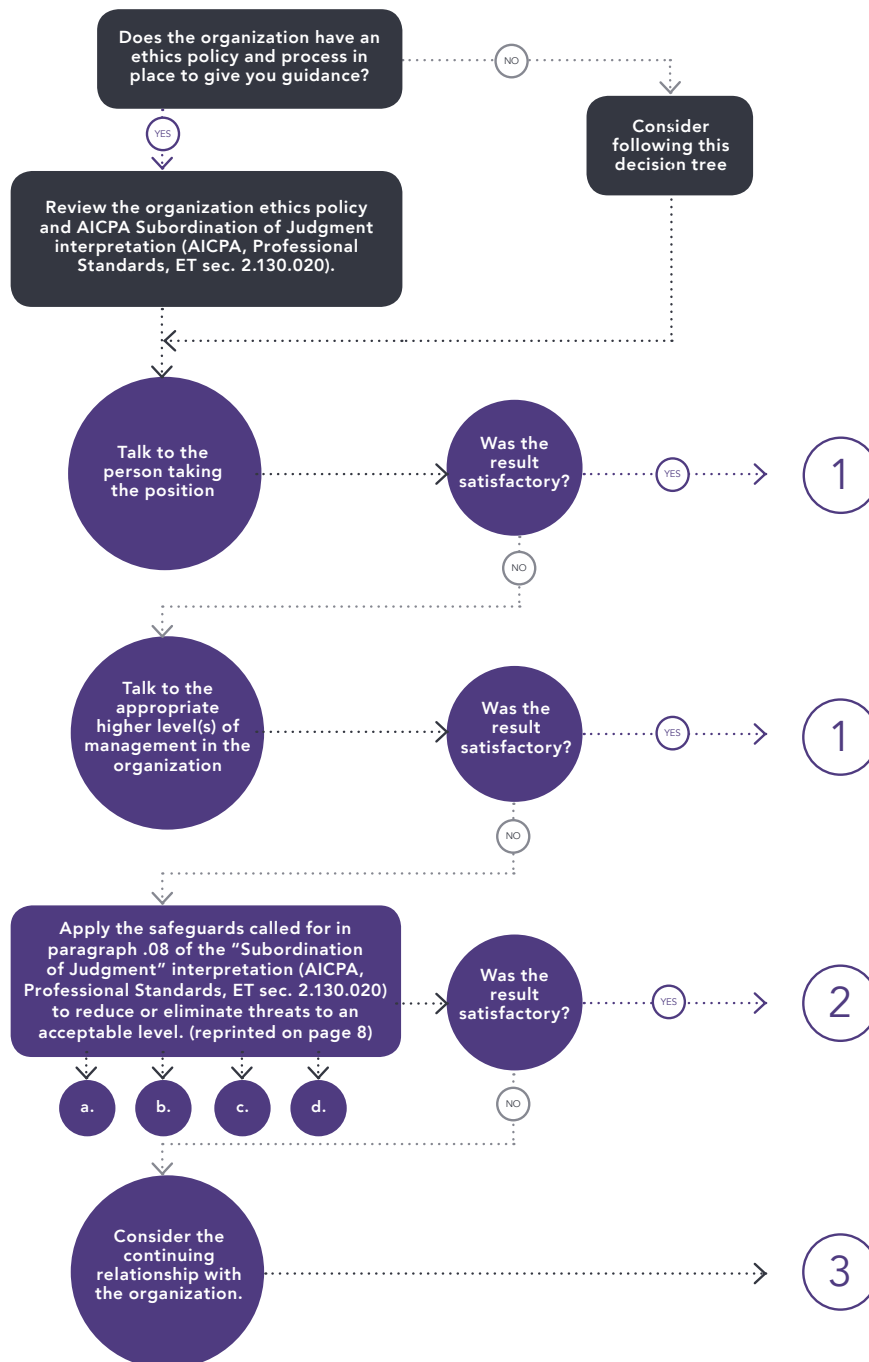 Does the organization have an
ethics policy and process in
place to give you guidance?
NO
YES
Consider
following this
decision tree
Review the organization ethics policy
and AICPA Subordination of Judgment
interpretation (AICPA, Professional
Standards, ET sec. 2.130.020).
Talk to the
person taking
the position
Was the
result
satisfactory?
YES
1
NO
Talk to the
appropriate
higher level(s) of
management in the
organization
Was the
result
satisfactory?
YES
1
NO
Apply the safeguards called for in
paragraph .08 of the “Subordination
of Judgment” interpretation (AICPA,
Professional Standards, ET sec. 2.130.020)
to reduce or eliminate threats to an
acceptable level. (reprinted on page 8)
Was the
result
satisfactory?
YES
2
a.
b.
c.
d.
NO
Consider the
continuing
relationship with
the organization.
3